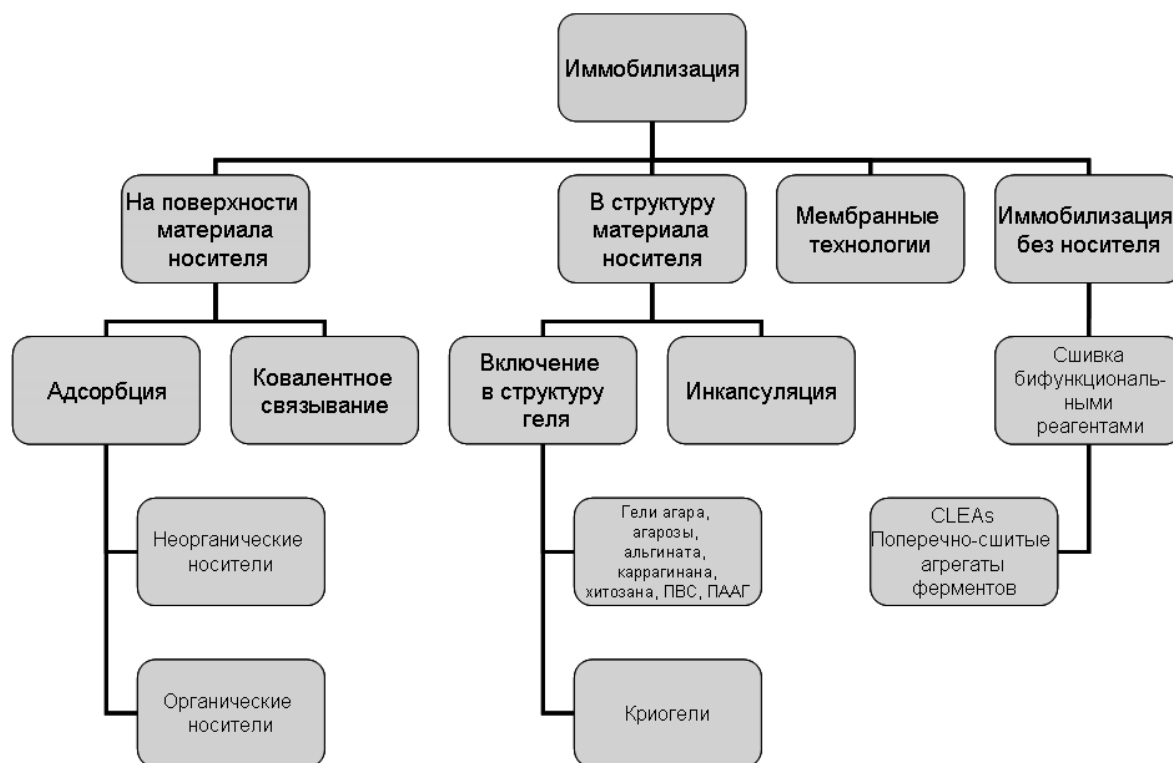 Иммобилизация
На поверхности
материала
носителя
В структуру
материала
носителя
Мембранные
технологии
Иммобилизация
без носителя
Адсорбция
Ковалентное
связывание
Включение
в структуру
геля
Инкапсуляция
Сшивка
бифункциональ-
ными
реагентами
Неорганические
носители
Гели агара,
агарозы,
альгината,
каррагинана,
хитозана, ПВС, ПААГ
CLEAs
Поперечно-сшитые
агрегаты
ферментов
Органические
носители
Криогели